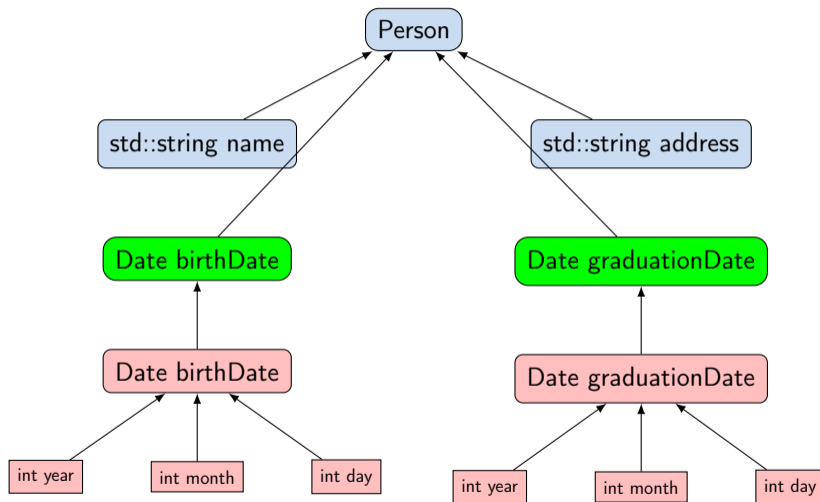 Person
std::string name
std::string address
Date birthDate
Date graduationDate
Date birthDate
Date graduationDate
int year
int month
int day
int year
int month
int day